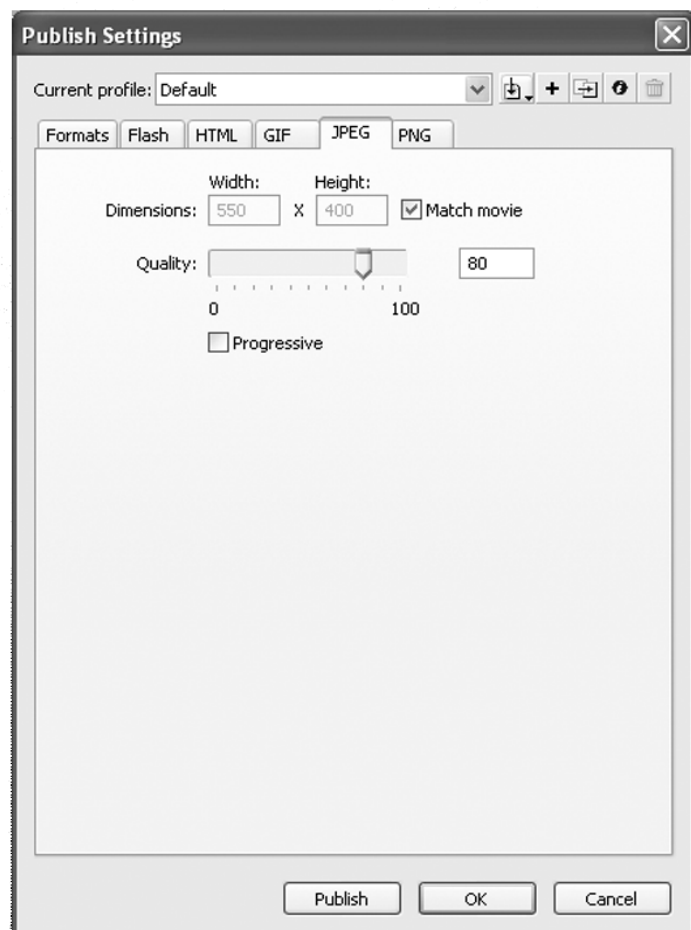 Publish Settings
Current profile: Default
Formats Flash HTML GIF JPEG PNG
Width: Height:
Dimensions: 550 X 400 Match movie
Quality: 80
0 100
Progressive
Publish OK Cancel